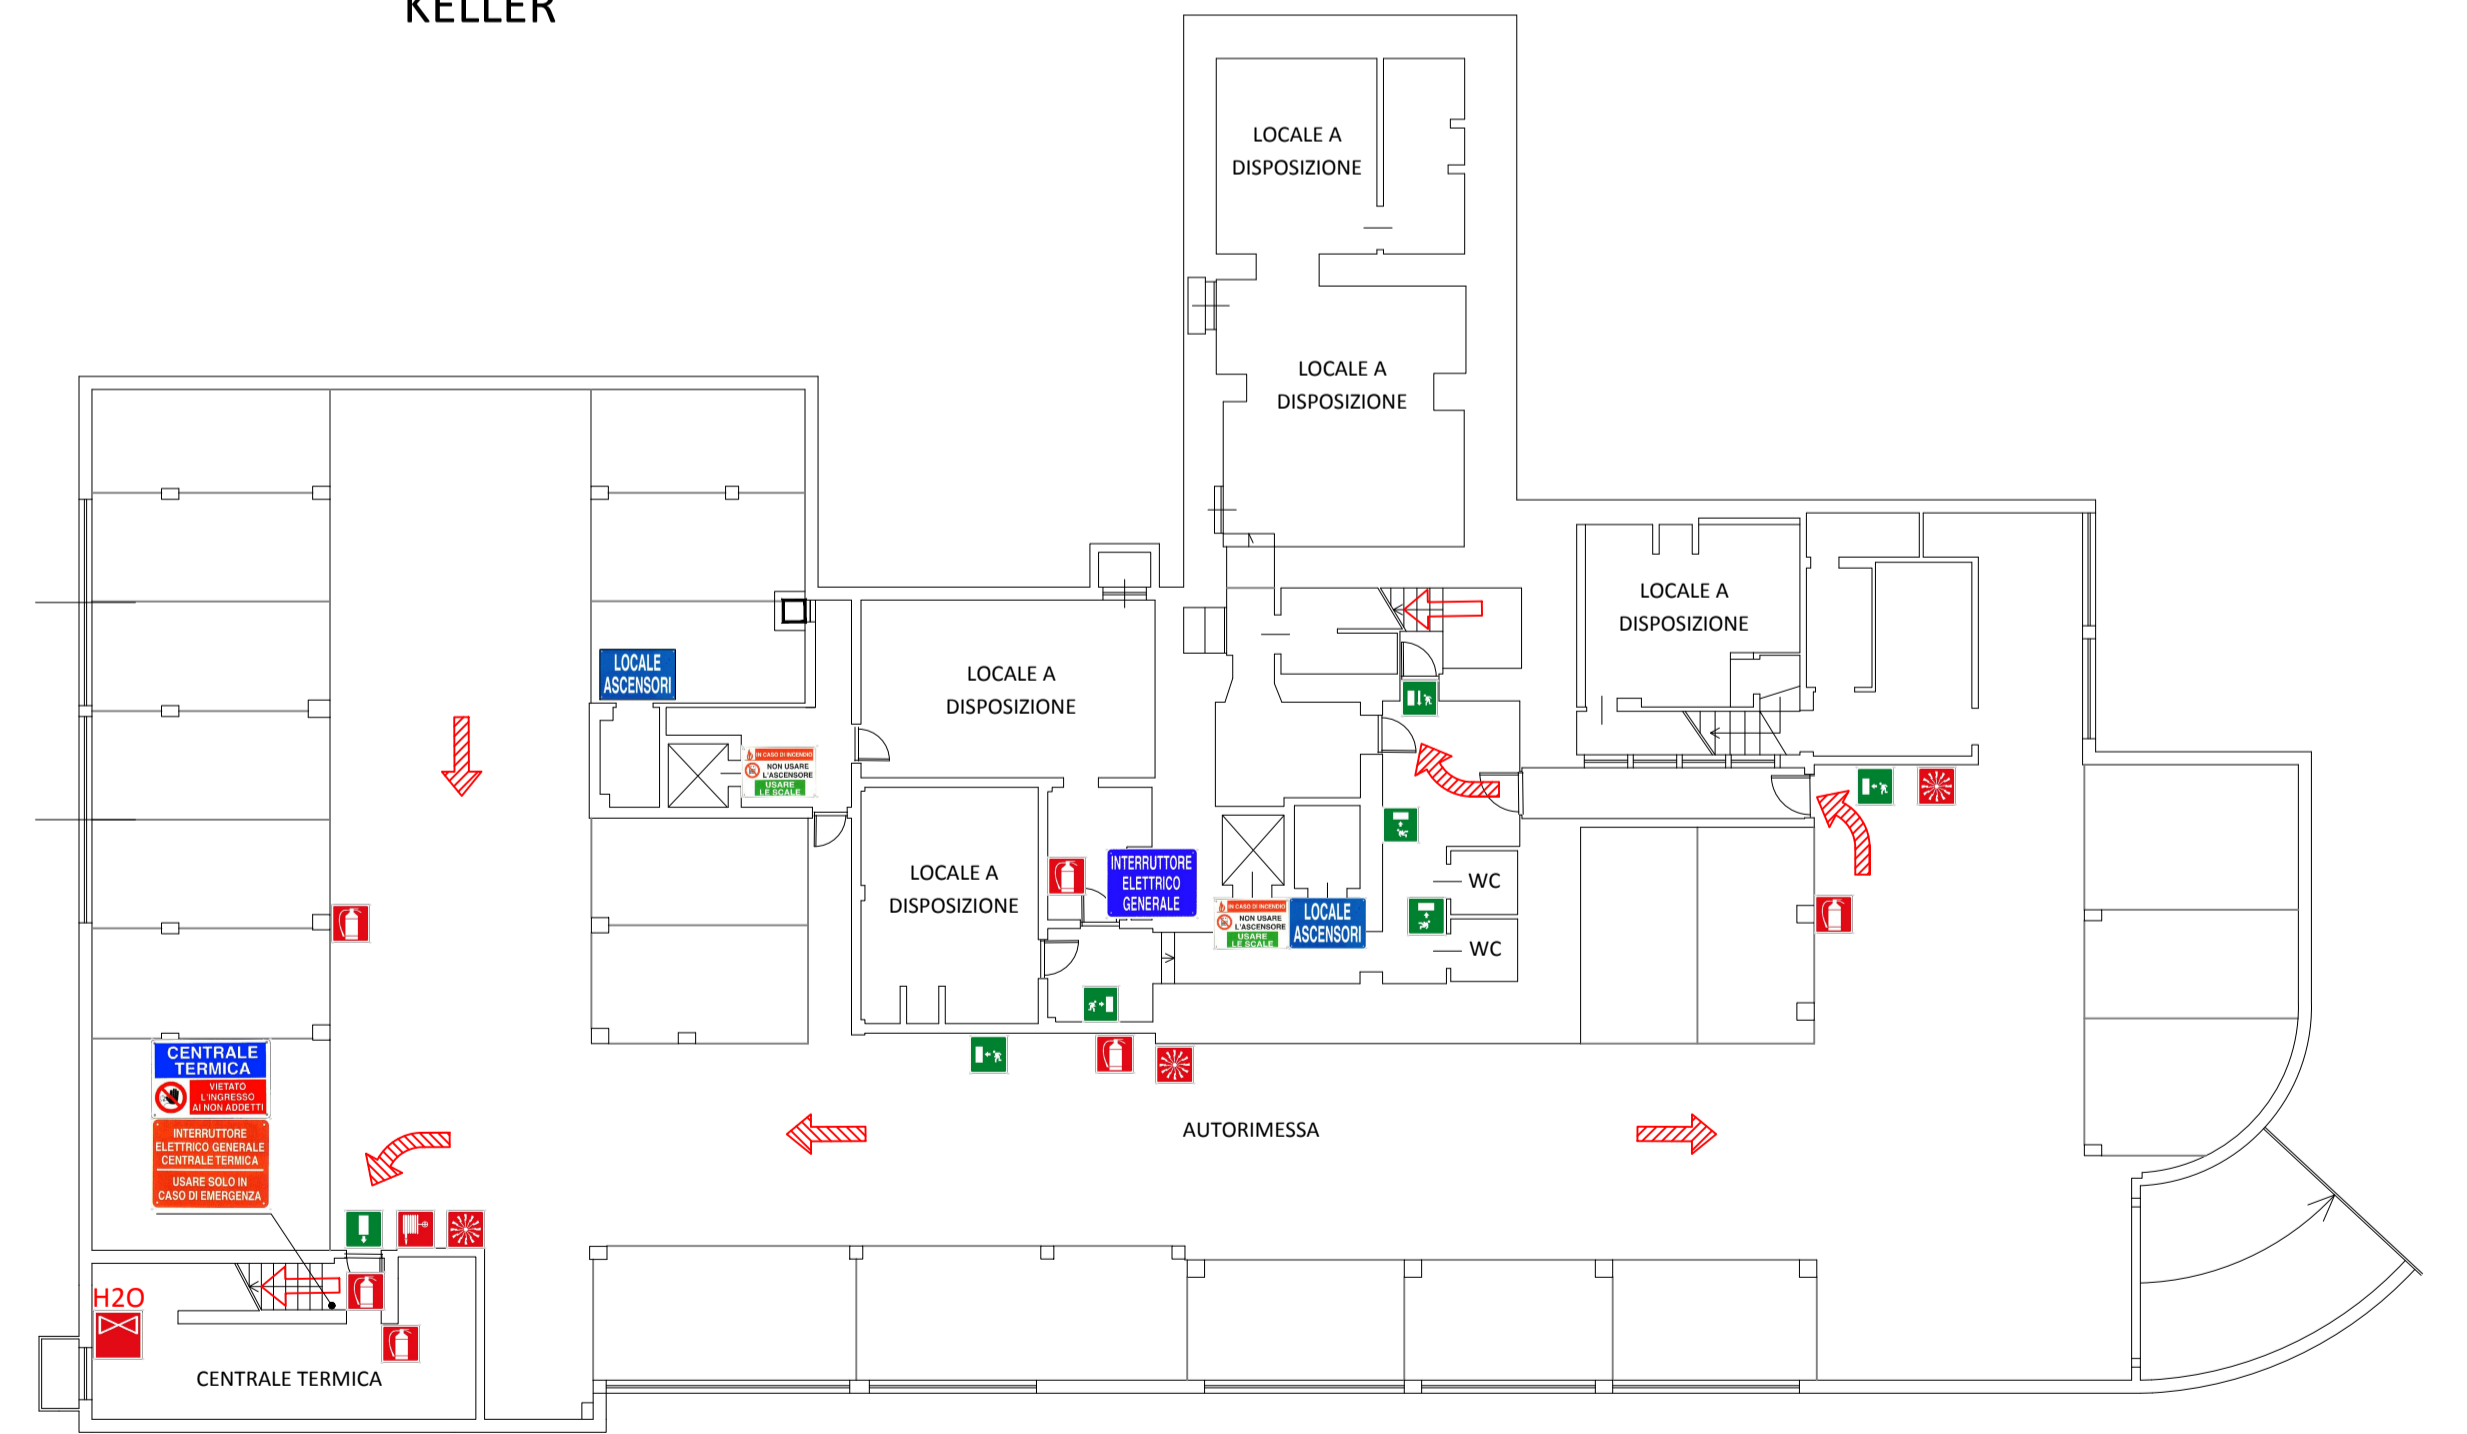 KELLER
LOCALE A
DISPOSIZIONE
LOCALE A
DISPOSIZIONE
LOCALE A
DISPOSIZIONE
LOCALE
ASCENSORI
LOCALE A
DISPOSIZIONE
IN CASO DI INCENDIO
NON USARE
L'ASCENSORE
USARE
LE SCALE
LOCALE A
DISPOSIZIONE
INTERRUTTORE
ELETTRICO
GENERALE
WC
IN CASO DI INCENDIO
NON USARE
L'ASCENSORE
USARE
LE SCALE
LOCALE
ASCENSORI
WC
CENTRALE
TERMICA
VIETATO
L'INGRESSO
AI NON ADDETTI
INTERRUTTORE
ELETTRICO GENERALE
CENTRALE TERMICA
USARE SOLO IN
CASO DI EMERGENZA
AUTORIMESSA
H2O
CENTRALE TERMICA